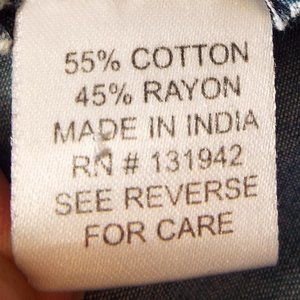 55% COTTON
45% RAYON
MADE IN INDIA
RN # 131942
SEE REVERSE
FOR CARE